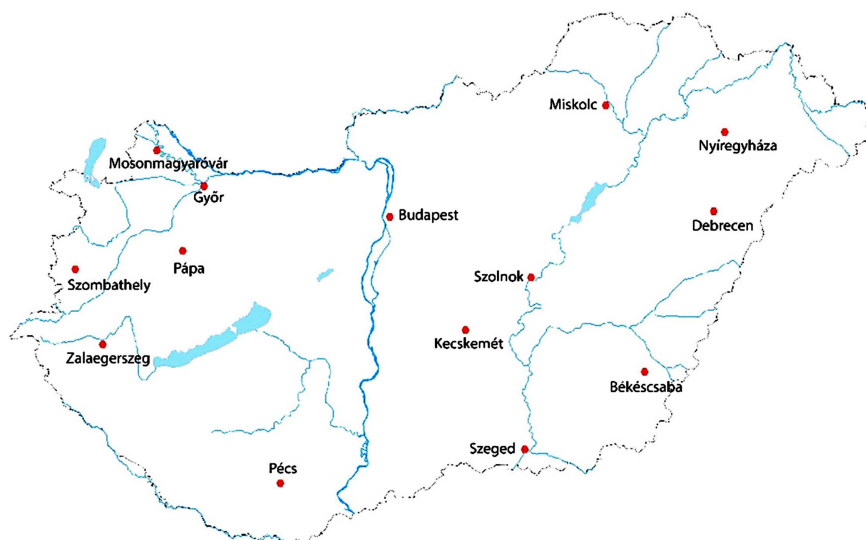 Miskolc
Nyíregyháza
Mosonmagyaróvár
Győr
Budapest
Debrecen
Pápa
Szombathely
Szolnok
Kecskemét
Zalaegerszeg
Békéscsaba
Szeged
Pécs